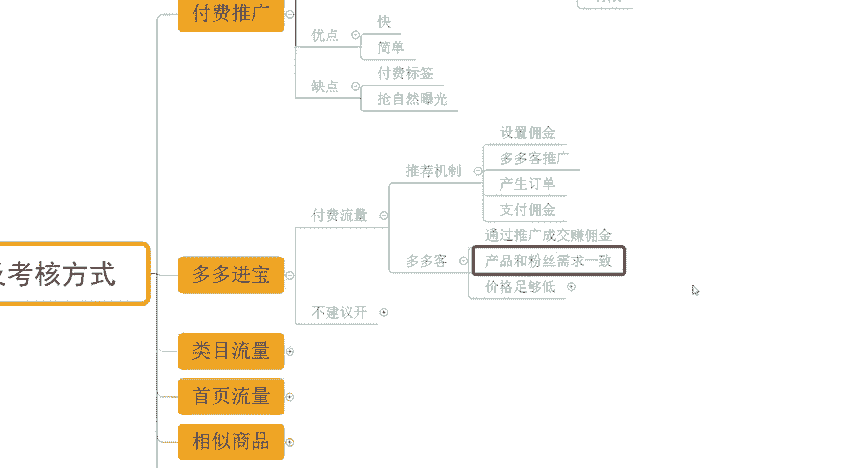 付费推广
优点
快
简单
缺点
付费标签
抢自然曝光
多多进宝
付费流量
推荐机制
设置佣金
多多客推广
产生订单
支付佣金
多多客
通过推广成交赚佣金
产品和粉丝需求一致
价格足够低
不建议开
考核方式
类目流量
首页流量
相似商品